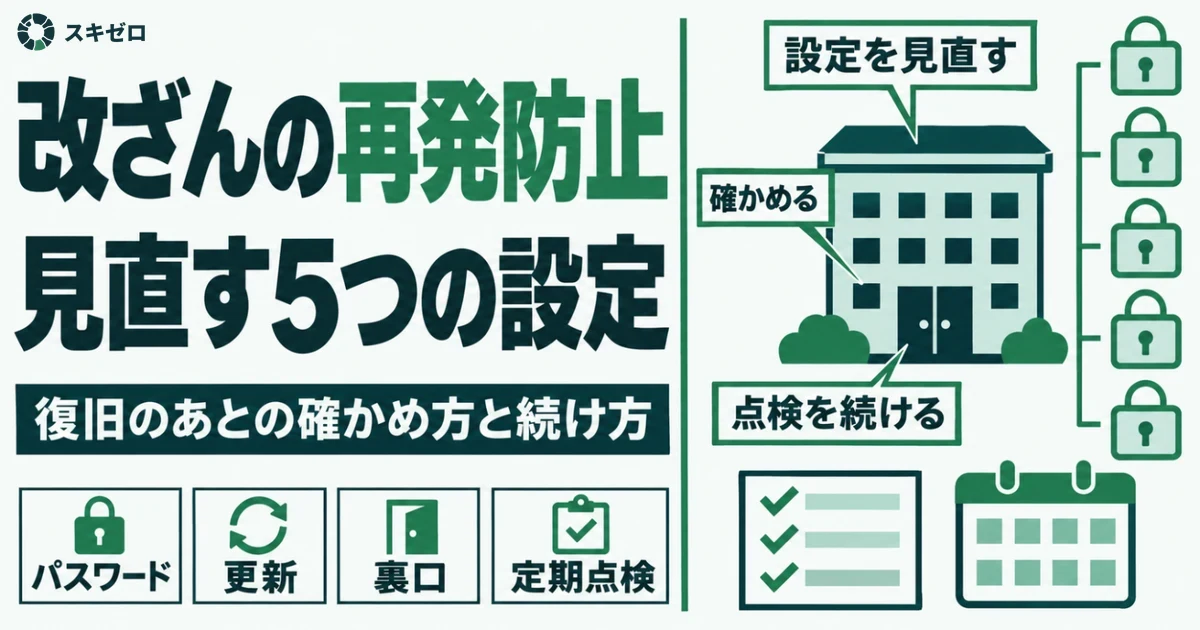 スキゼロ
改ざんの再発防止
見直す5つの設定
復旧のあとの確かめ方と続け方
パスワード
更新
裏口
定期点検
設定を見直す
確かめる
点検を続ける